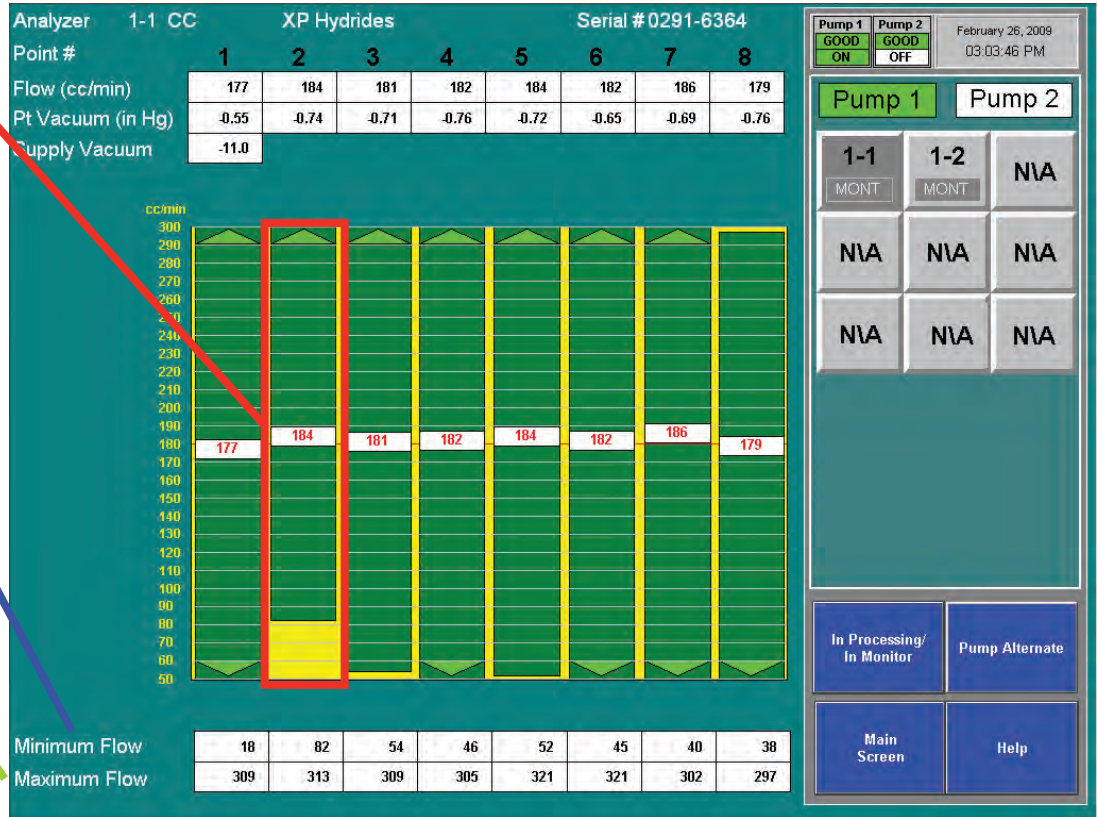 Analyzer 1-1 CC XP Hydrides Serial # 0291-6364
Point # 1 2 3 4 5 6 7 8
Flow (cc/min) 177 184 181 182 184 182 186 179
Pt Vacuum (in Hg) -0.55 -0.74 -0.71 -0.76 -0.72 -0.65 -0.69 -0.76
Supply Vacuum -11.0
cc/min
300
290
280
270
260
250
240
230
220
210
200
190
180
170
160
150
140
130
120
110
100
90
80
70
60
50
177 184 181 182 184 182 186 179
Minimum Flow 18 82 54 46 52 45 40 38
Maximum Flow 309 313 309 305 321 321 302 297
Pump 1 Pump 2
GOOD GOOD
ON OFF
February 26, 2009
03:03:46 PM
Pump 1 Pump 2
1-1 1-2 N\A
MONT MONT
N\A N\A N\A
N\A N\A N\A
In Processing/
In Monitor
Pump Alternate
Main
Screen
Help